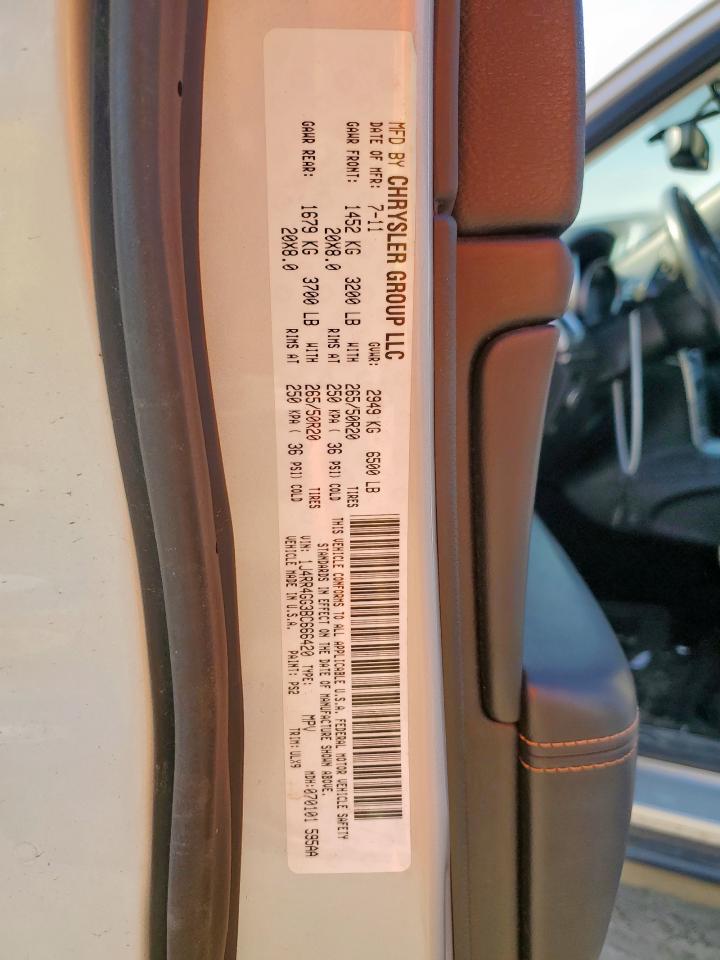 MFD BY CHRYSLER GROUP LLC
DATE OF MFR: 7-11 GVWR: 2949 KG 6500 LB
GAWR FRONT: 1452 KG 3200 LB WITH 265/50R20 TIRES
20X8.0 RIMS AT 250 KPA ( 36 PSI) COLD
GAWR REAR: 1679 KG 3700 LB WITH 265/50R20 TIRES
20X8.0 RIMS AT 250 KPA ( 36 PSI) COLD
THIS VEHICLE CONFORMS TO ALL APPLICABLE U.S.A. FEDERAL MOTOR VEHICLE SAFETY
STANDARDS IN EFFECT ON THE DATE OF MANUFACTURE SHOWN ABOVE.
VIN: 1J4RR4GG3BC666420 TYPE: MPV MDH: 070101 595AA
VEHICLE MADE IN U.S.A. PAINT: PS2 TRIM: ULX9